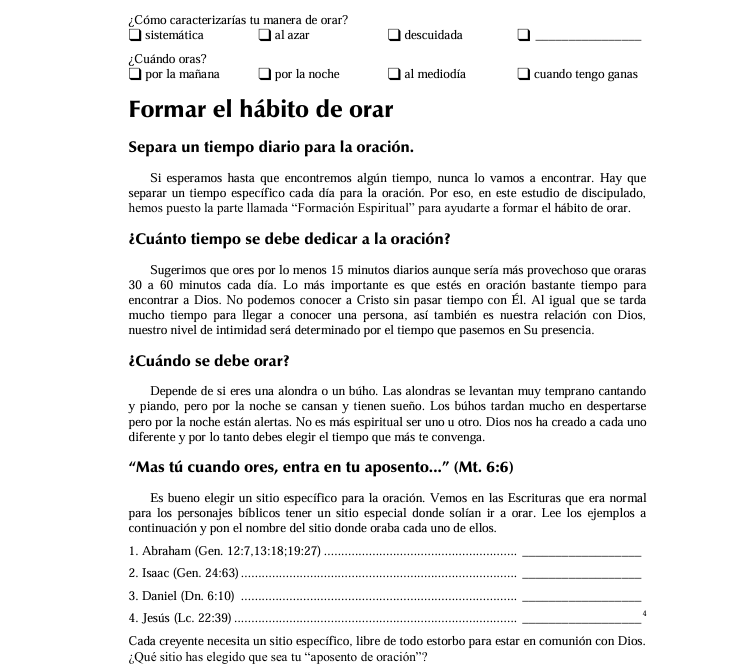 ¿Cómo caracterizarías tu manera de orar?
❏ sistemática ❏ al azar ❏ descuidada ❏ ________________
¿Cuándo oras?
❏ por la mañana ❏ por la noche ❏ al mediodía ❏ cuando tengo ganas
Formar el hábito de orar
Separa un tiempo diario para la oración.
Si esperamos hasta que encontremos algún tiempo, nunca lo vamos a encontrar. Hay que
separar un tiempo específico cada día para la oración. Por eso, en este estudio de discipulado,
hemos puesto la parte llamada “Formación Espiritual” para ayudarte a formar el hábito de orar.
¿Cuánto tiempo se debe dedicar a la oración?
Sugerimos que ores por lo menos 15 minutos diarios aunque sería más provechoso que oraras
30 a 60 minutos cada día. Lo más importante es que estés en oración bastante tiempo para
encontrar a Dios. No podemos conocer a Cristo sin pasar tiempo con Él. Al igual que se tarda
mucho tiempo para llegar a conocer una persona, así también es nuestra relación con Dios,
nuestro nivel de intimidad será determinado por el tiempo que pasemos en Su presencia.
¿Cuándo se debe orar?
Depende de si eres una alondra o un búho. Las alondras se levantan muy temprano cantando
y piando, pero por la noche se cansan y tienen sueño. Los búhos tardan mucho en despertarse
pero por la noche están alertas. No es más espiritual ser uno u otro. Dios nos ha creado a cada uno
diferente y por lo tanto debes elegir el tiempo que más te convenga.
“Mas tú cuando ores, entra en tu aposento...” (Mt. 6:6)
Es bueno elegir un sitio específico para la oración. Vemos en las Escrituras que era normal
para los personajes bíblicos tener un sitio especial donde solían ir a orar. Lee los ejemplos a
continuación y pon el nombre del sitio donde oraba cada uno de ellos.
1. Abraham (Gen. 12:7,13:18;19:27) ........................................................ __________________
2. Isaac (Gen. 24:63) ................................................................................ __________________
3. Daniel (Dn. 6:10) ................................................................................ __________________
4. Jesús (Lc. 22:39) .................................................................................. __________________ 4
Cada creyente necesita un sitio específico, libre de todo estorbo para estar en comunión con Dios.
¿Qué sitio has elegido que sea tu “aposento de oración”?